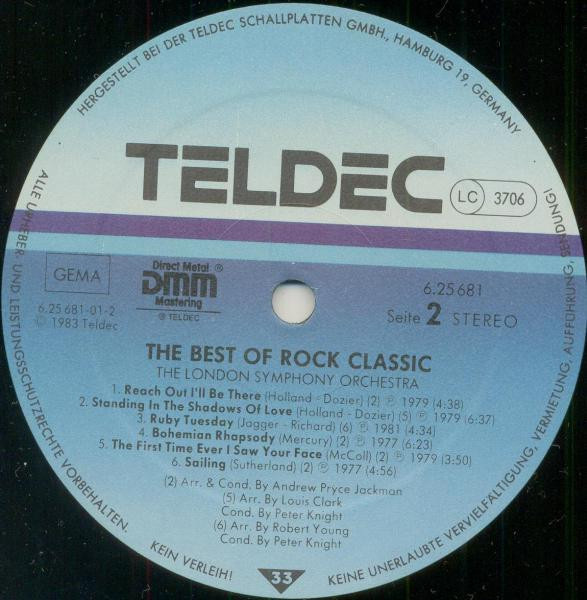 HERGESTELLT BEI DER TELDEC SCHALLPLATTEN GMBH., HAMBURG 19, GERMANY
TELDEC
LC 3706
GEMA
Direct Metal ®
DMM
Mastering
® TELDEC
6.25 681-01-2
© 1983 Teldec
6.25 681
Seite 2 STEREO
THE BEST OF ROCK CLASSIC
THE LONDON SYMPHONY ORCHESTRA
1. Reach Out I'll Be There (Holland - Dozier) (2) ℗ 1979 (4:38)
2. Standing In The Shadows Of Love (Holland - Dozier) (5) ℗ 1979 (6:37)
3. Ruby Tuesday (Jagger - Richard) (6) ℗ 1981 (4:34)
4. Bohemian Rhapsody (Mercury) (2) ℗ 1977 (6:23)
5. The First Time Ever I Saw Your Face (McColl) (2) ℗ 1979 (3:50)
6. Sailing (Sutherland) (2) ℗ 1977 (4:56)
(2) Arr. & Cond. By Andrew Pryce Jackman
(5) Arr. By Louis Clark
Cond. By Peter Knight
(6) Arr. By Robert Young
Cond. By Peter Knight
33
ALLE URHEBER- UND LEISTUNGSSCHUTZRECHTE VORBEHALTEN.
KEIN VERLEIH!
KEINE UNERLAUBTE VERVIELFÄLTIGUNG, VERMIETUNG, AUFFÜHRUNG, SENDUNG!